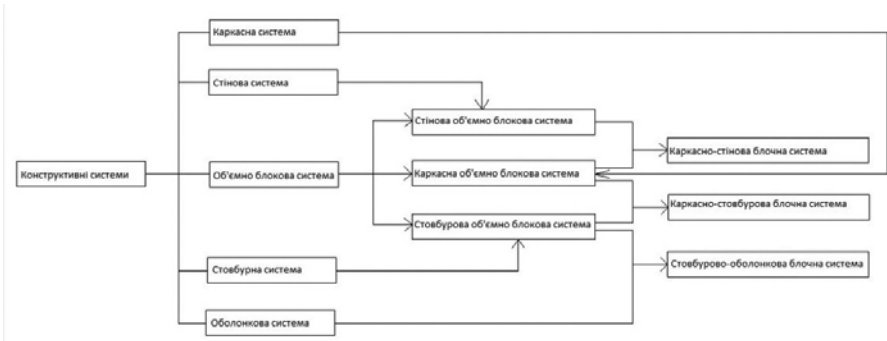 Каркасна система
Стінова система
Стінова об'ємно блокова система
Каркасно-стінова блочна система
Конструктивні системи
Об'ємно блокова система
Каркасна об'ємно блокова система
Каркасно-стовбурова блочна система
Стовбурова об'ємно блокова система
Стовбурна система
Стовбурово-оболонкова блочна система
Оболонкова система